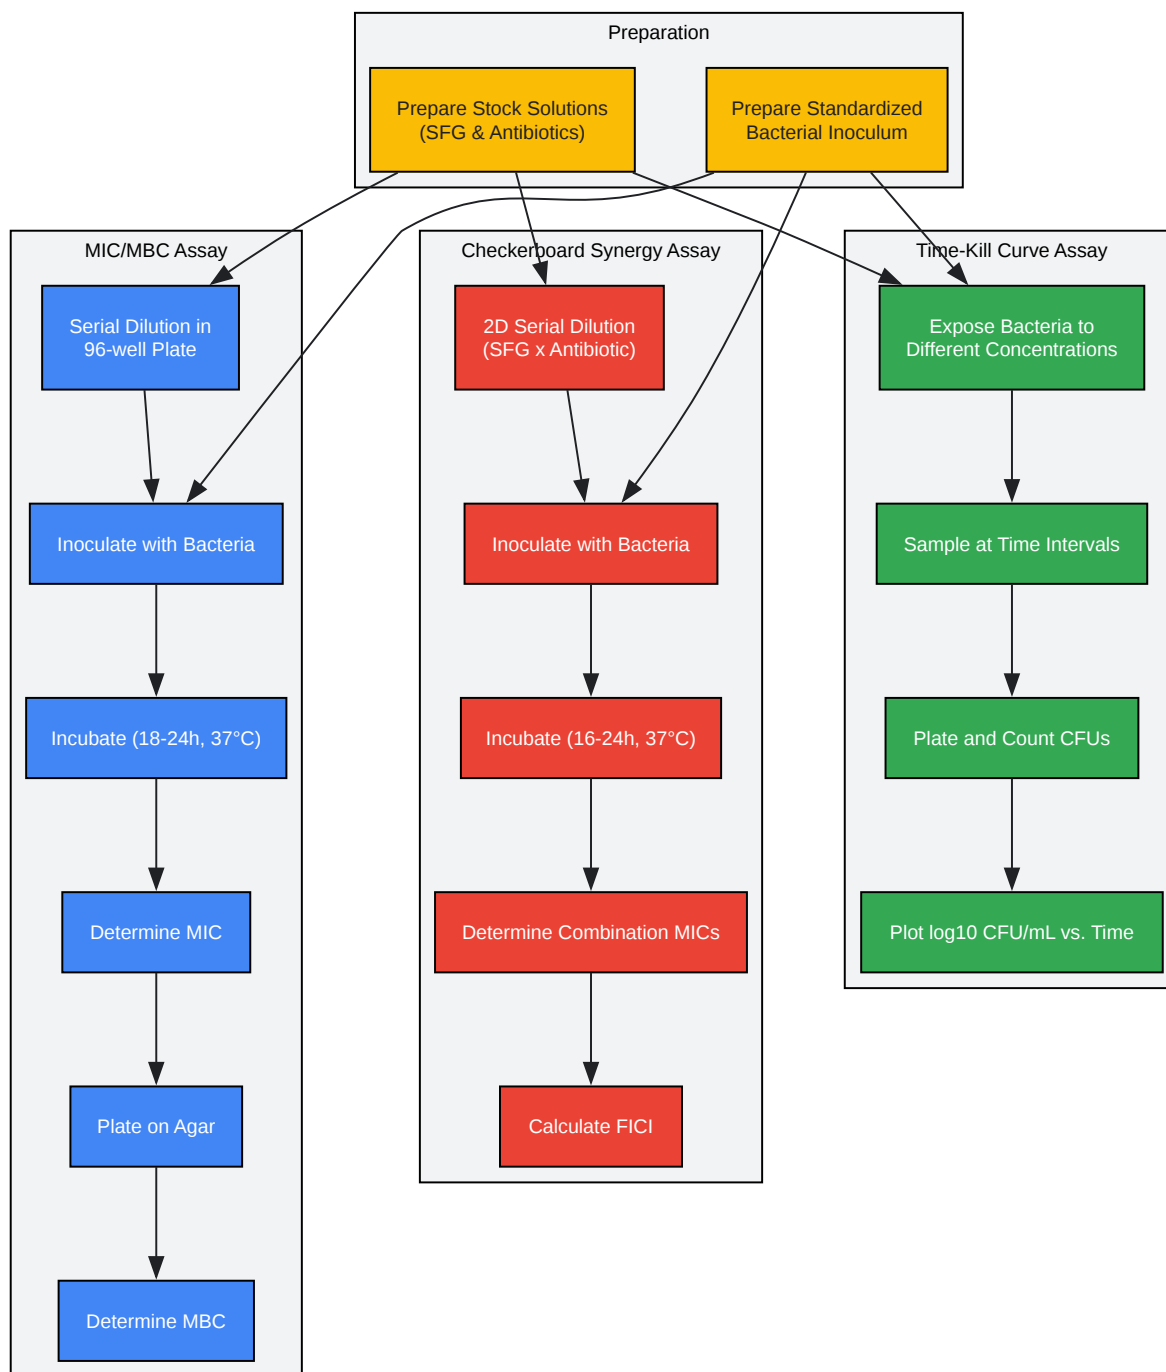 Preparation
Prepare Stock Solutions
(SFG & Antibiotics)
Prepare Standardized
Bacterial Inoculum
MIC/MBC Assay
Serial Dilution in
96-well Plate
Inoculate with Bacteria
Incubate (18-24h, 37°C)
Determine MIC
Plate on Agar
Determine MBC
Checkerboard Synergy Assay
2D Serial Dilution
(SFG x Antibiotic)
Inoculate with Bacteria
Incubate (16-24h, 37°C)
Determine Combination MICs
Calculate FICI
Time-Kill Curve Assay
Expose Bacteria to
Different Concentrations
Sample at Time Intervals
Plate and Count CFUs
Plot log10 CFU/mL vs. Time